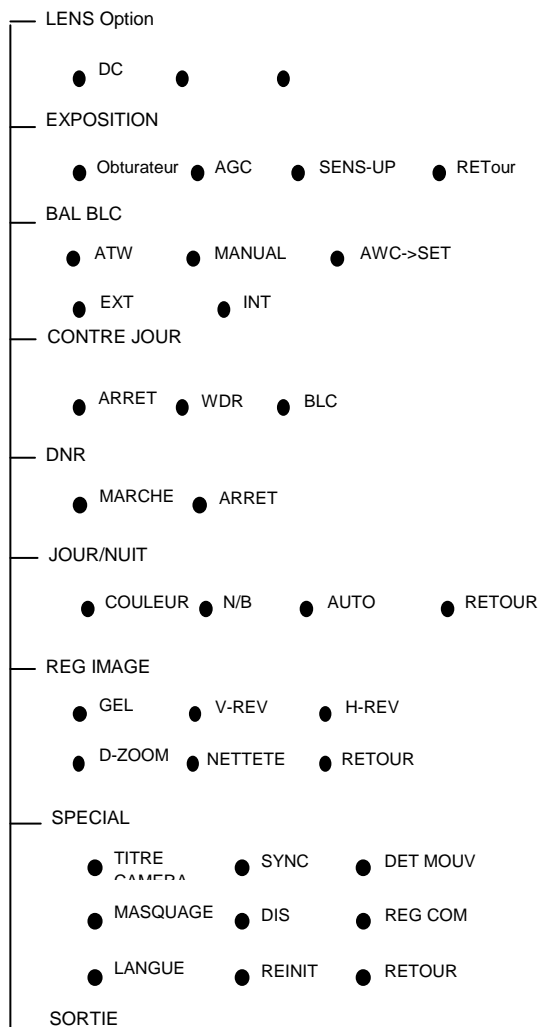 LENS Option
DC
EXPOSITION
Obturateur AGC SENS-UP RETour
BAL BLC
ATW MANUAL AWC->SET
EXT INT
CONTRE JOUR
ARRET WDR BLC
DNR
MARCHE ARRET
JOUR/NUIT
COULEUR N/B AUTO RETOUR
REG IMAGE
GEL V-REV H-REV
D-ZOOM NETTETE RETOUR
SPECIAL
TITRE SYNC DET MOUV
CAMERA
MASQUAGE DIS REG COM
LANGUE REINIT RETOUR
SORTIE